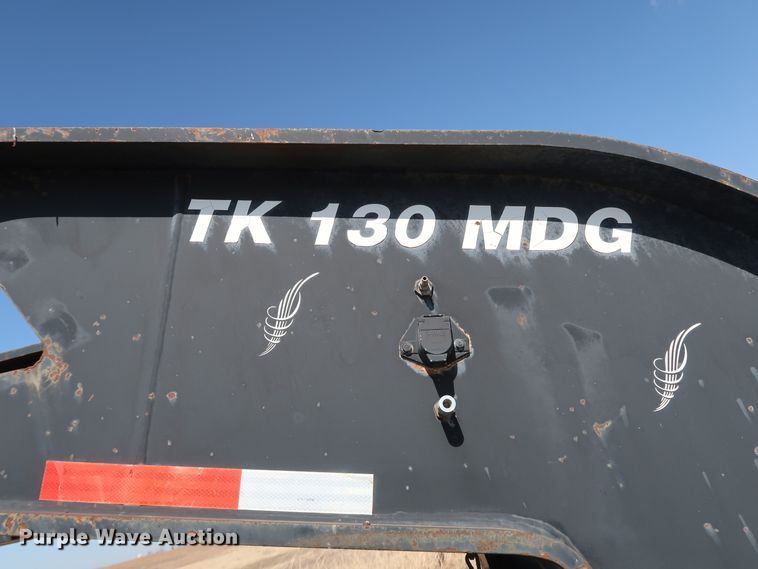 TK 130 MDG
Purple Wave Auction